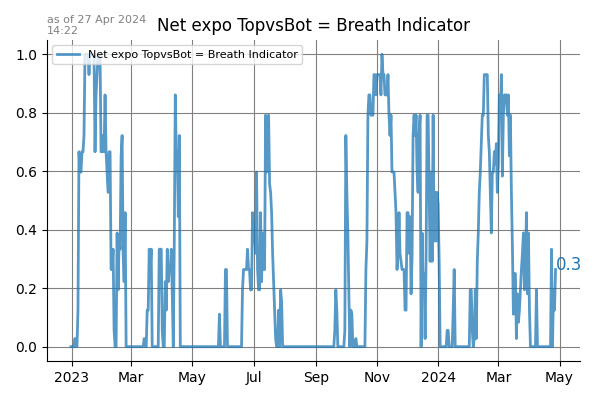 as of 27 Apr 2024
14:22
Net expo TopvsBot = Breath Indicator
Net expo TopvsBot = Breath Indicator
1.0
0.8
0.6
0.4
0.2
0.0
0.3
2023 Mar May Jul Sep Nov 2024 Mar May